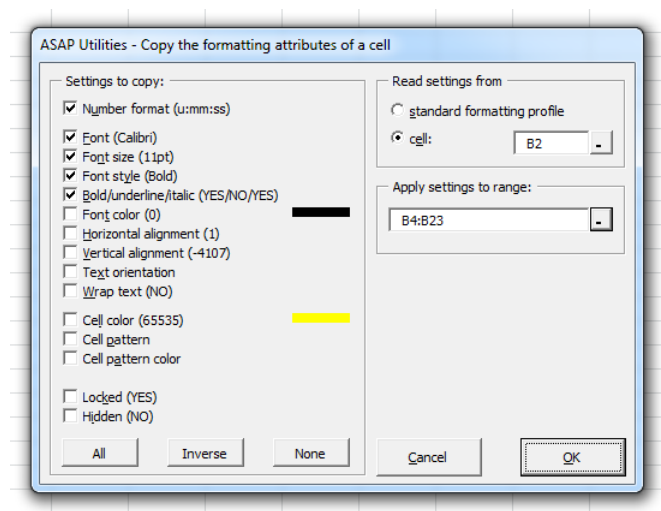 ASAP Utilities - Copy the formatting attributes of a cell
Settings to copy:
Number format (u:mm:ss)
Font (Calibri)
Font size (11pt)
Font style (Bold)
Bold/underline/italic (YES/NO/YES)
Font color (0)
Horizontal alignment (1)
Vertical alignment (-4107)
Text orientation
Wrap text (NO)
Cell color (65535)
Cell pattern
Cell pattern color
Locked (YES)
Hidden (NO)
All Inverse None
Read settings from
standard formatting profile
cell: B2 ...
Apply settings to range:
B4:B23 ...
Cancel OK